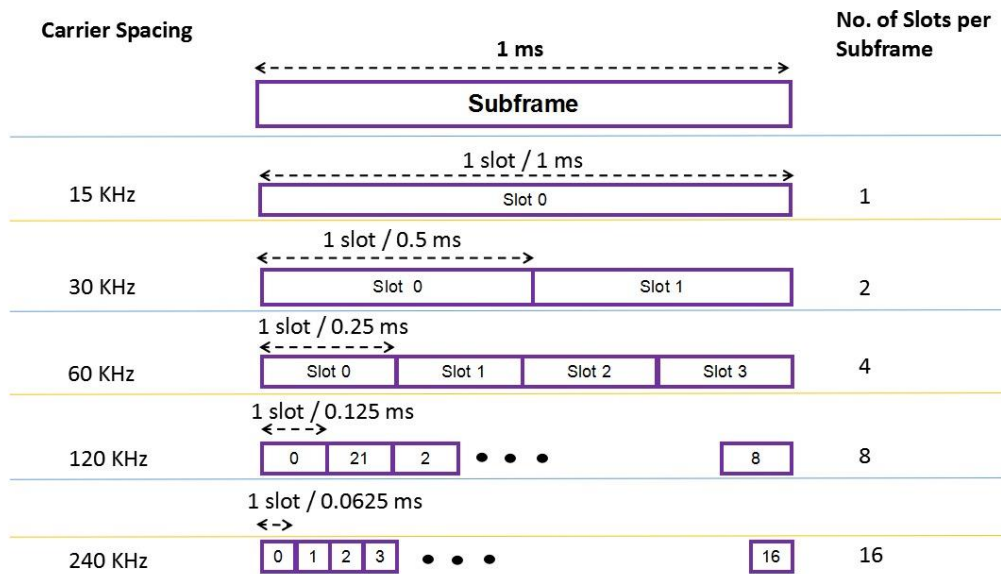 Carrier Spacing
No. of Slots per
Subframe
1 ms
Subframe
1 slot / 1 ms
15 KHz
Slot 0
1
1 slot / 0.5 ms
30 KHz
Slot 0
Slot 1
2
1 slot / 0.25 ms
60 KHz
Slot 0
Slot 1
Slot 2
Slot 3
4
1 slot / 0.125 ms
120 KHz
0
21
2
8
8
1 slot / 0.0625 ms
240 KHz
0
1
2
3
16
16